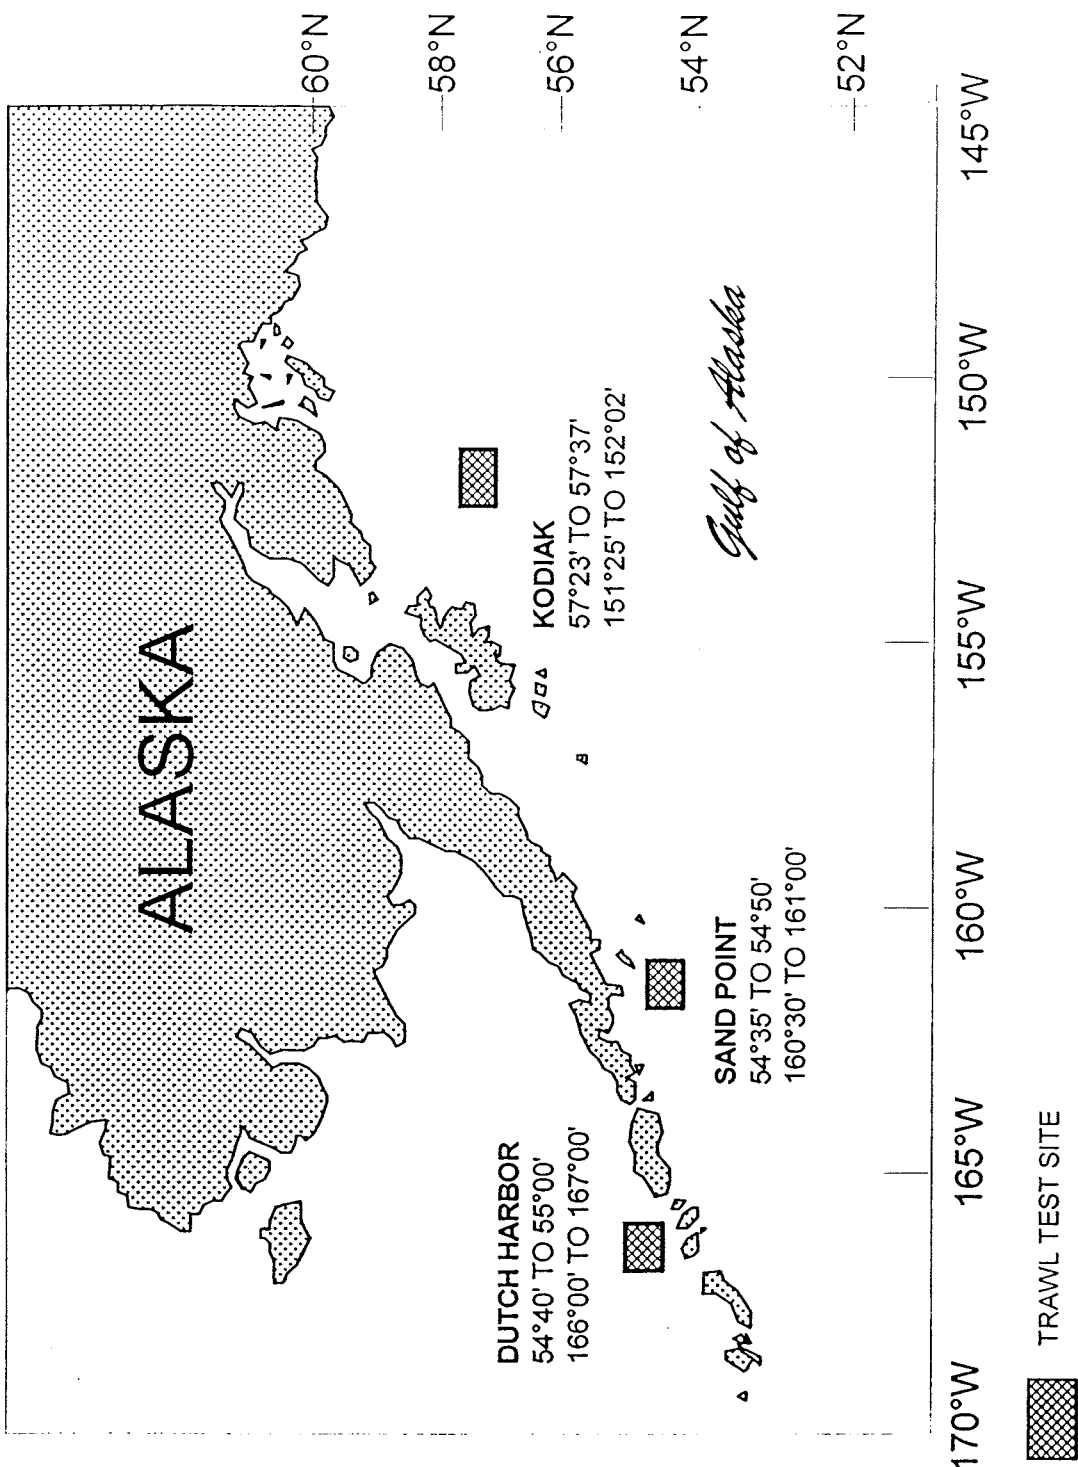 ALASKA
60°N
58°N
56°N
54°N
52°N
KODIAK
57°23' TO 57°37'
151°25' TO 152°02'
Gulf of Alaska
DUTCH HARBOR
54°40' TO 55°00'
166°00' TO 167°00'
SAND POINT
54°35' TO 54°50'
160°30' TO 161°00'
170°W
165°W
160°W
155°W
150°W
145°W
TRAWL TEST SITE